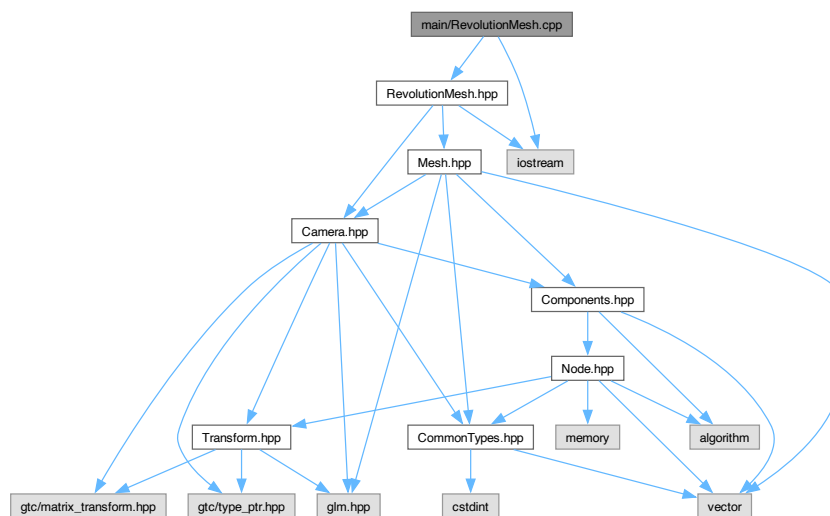 main/RevolutionMesh.cpp
RevolutionMesh.hpp
Mesh.hpp
iostream
Camera.hpp
Components.hpp
Node.hpp
Transform.hpp
CommonTypes.hpp
memory
algorithm
gtc/matrix_transform.hpp
gtc/type_ptr.hpp
glm.hpp
cstdint
vector